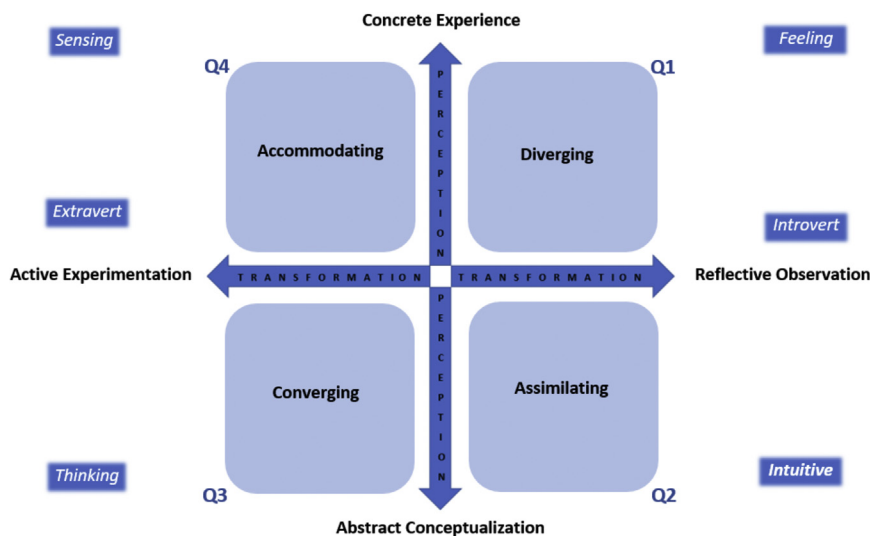 Concrete Experience
Sensing
Feeling
Q4
Q1
PERCEPTION
Accommodating
Diverging
Extravert
Introvert
Active Experimentation
TRANSFORMATION
TRANSFORMATION
Reflective Observation
PERCEPTION
Converging
Assimilating
Thinking
Intuitive
Q3
Q2
Abstract Conceptualization